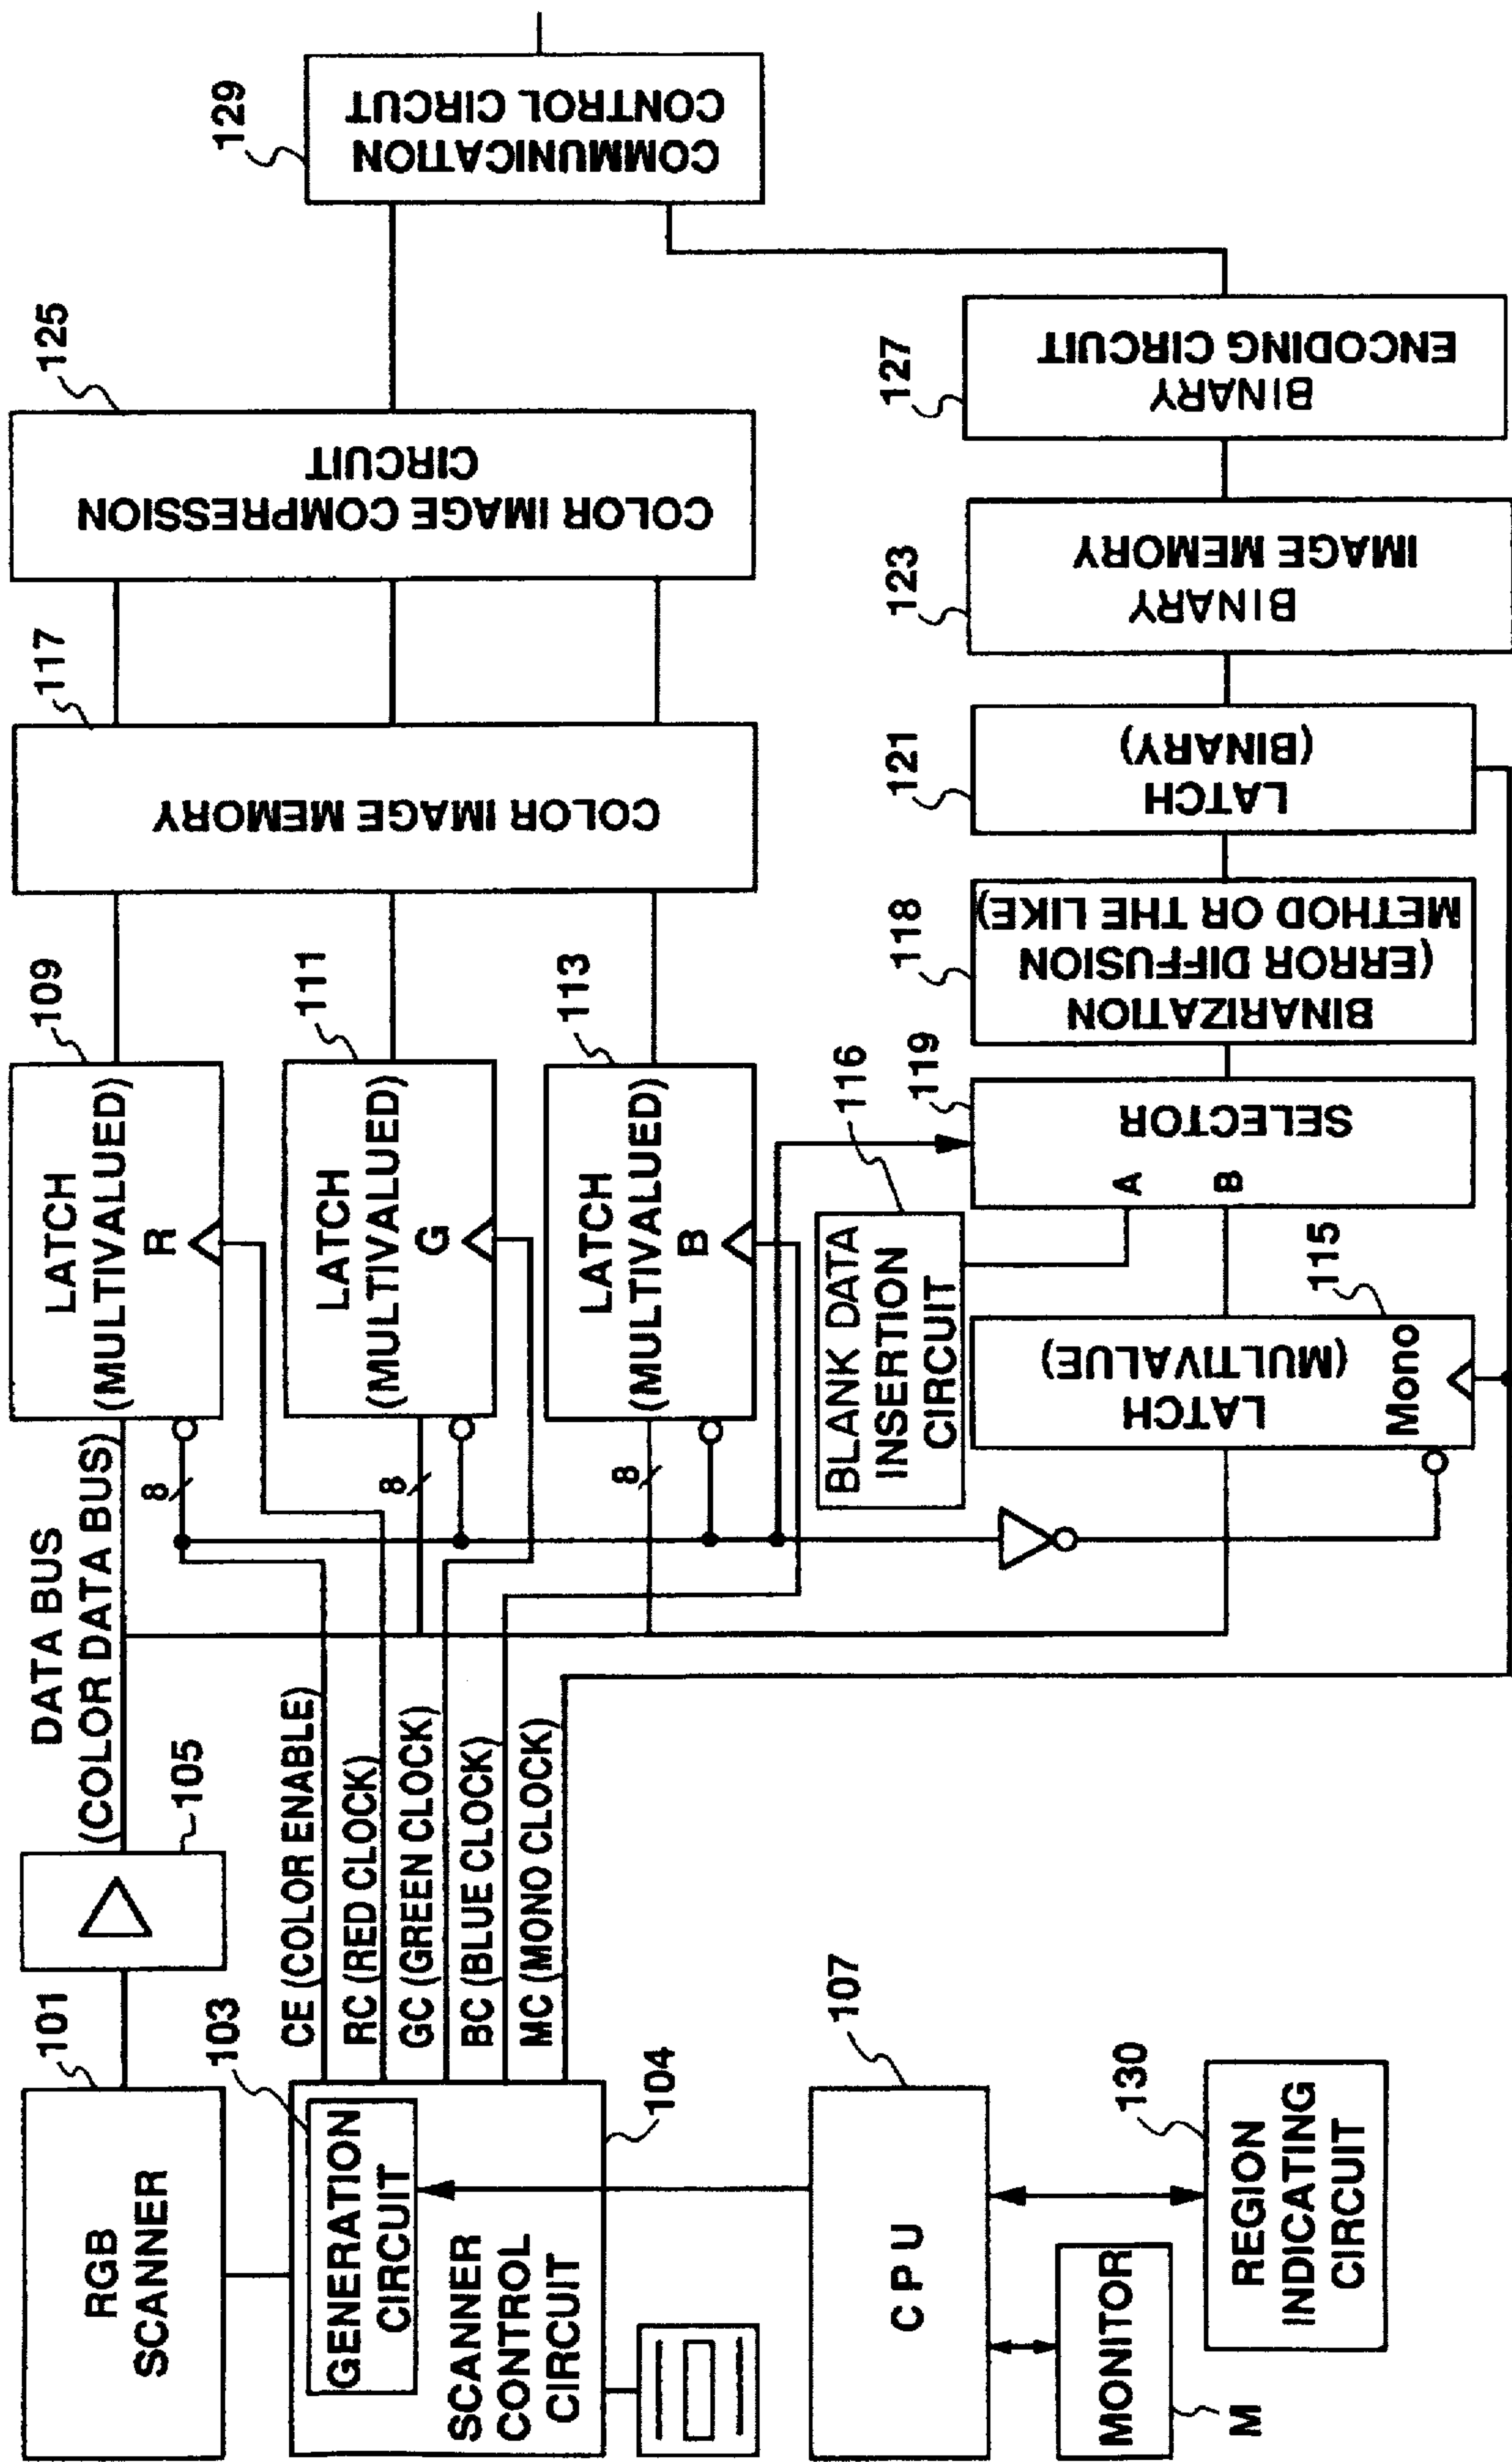 101
RGB
SCANNER
105
DATA BUS
(COLOR DATA BUS)
103
GENERATION
CIRCUIT
SCANNER
CONTROL
CIRCUIT
104
CE (COLOR ENABLE)
RC (RED CLOCK)
GC (GREEN CLOCK)
BC (BLUE CLOCK)
MC (MONO CLOCK)
107
C P U
MONITOR
M
130
REGION
INDICATING
CIRCUIT
8
8
8
109
LATCH
(MULTIVALUED)
R
111
LATCH
(MULTIVALUED)
G
113
LATCH
(MULTIVALUED)
B
117
COLOR IMAGE MEMORY
125
COLOR IMAGE COMPRESSION
CIRCUIT
129
COMMUNICATION
CONTROL CIRCUT
116
BLANK DATA
INSERTION
CIRCUIT
115
LATCH
(MULTIVALUE)
Mono
119
A
B
SELECTOR
118
BINARIZATION
(ERROR DIFFUSION
METHOD OR THE LIKE)
121
LATCH
(BINARY)
123
BINARY
IMAGE MEMORY
127
BINARY
ENCODING CIRCUIT